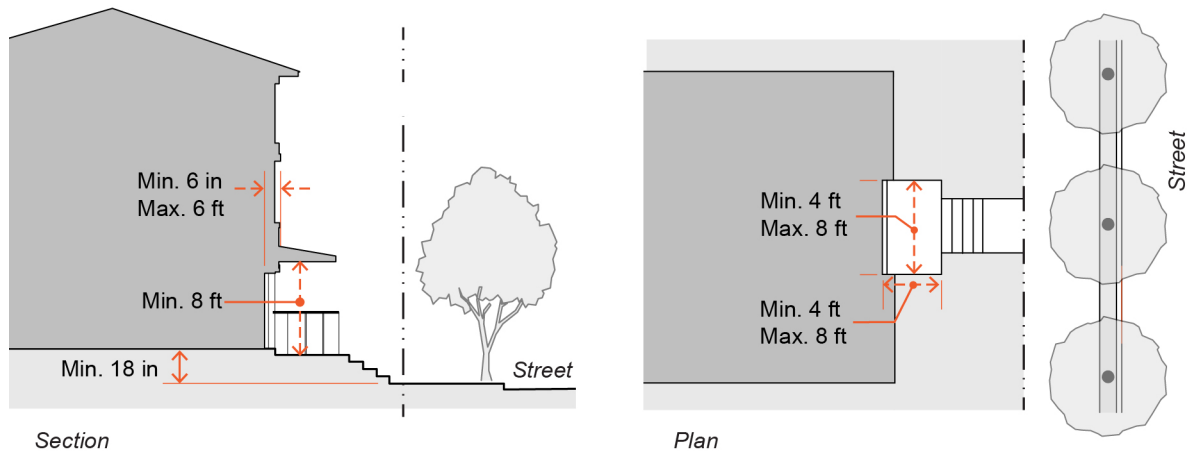 Min. 6 in
Max. 6 ft
Min. 8 ft
Min. 18 in
Street
Section
Min. 4 ft
Max. 8 ft
Min. 4 ft
Max. 8 ft
Street
Plan